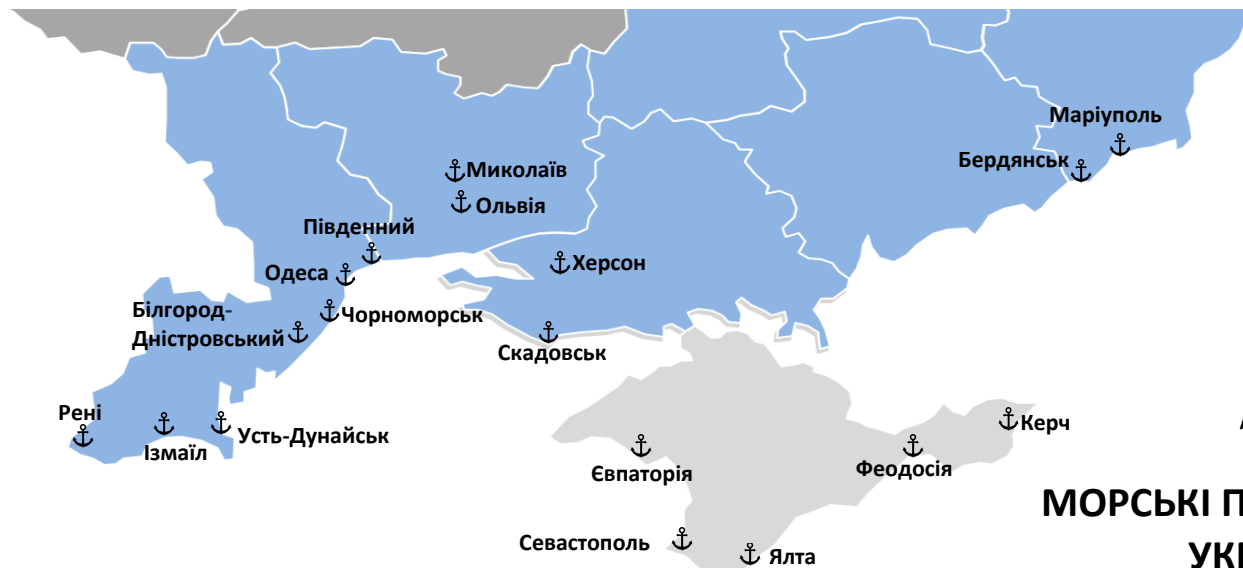 Маріуполь
Бердянськ
Миколаїв
Ольвія
Південний
Одеса
Херсон
Білгород-
Дністровський
Чорноморськ
Скадовськ
Рені
Ізмаїл
Усть-Дунайськ
Керч
Євпаторія
Феодосія
МОРСЬКІ
Севастополь
Ялта